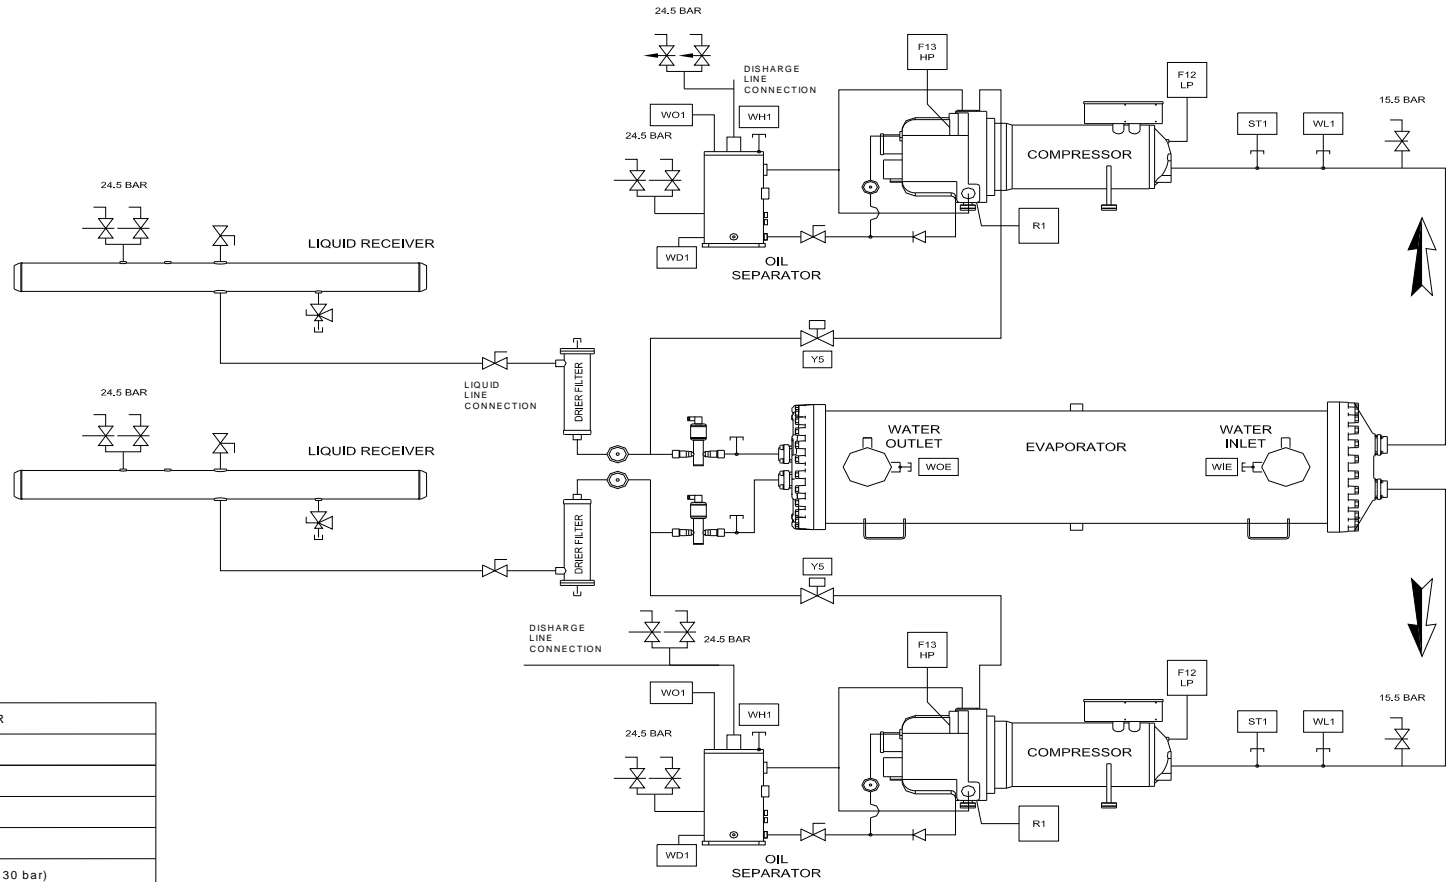 24.5 BAR
F13
HP
DISHARGE
LINE
CONNECTION
F12
LP
15.5 BAR
WO1
WH1
ST1
WL1
24.5 BAR
COMPRESSOR
24.5 BAR
R1
LIQUID RECEIVER
WD1
OIL
SEPARATOR
Y5
LIQUID
LINE
CONNECTION
DRIER FILTER
24.5 BAR
WATER
OUTLET
EVAPORATOR
WATER
INLET
LIQUID RECEIVER
WOE
WIE
DRIER FILTER
Y5
DISHARGE
LINE
CONNECTION
24.5 BAR
F13
HP
F12
LP
WO1
WH1
15.5 BAR
ST1
WL1
R
24.5 BAR
COMPRESSOR
R1
WD1
OIL
SEPARATOR
30 bar)